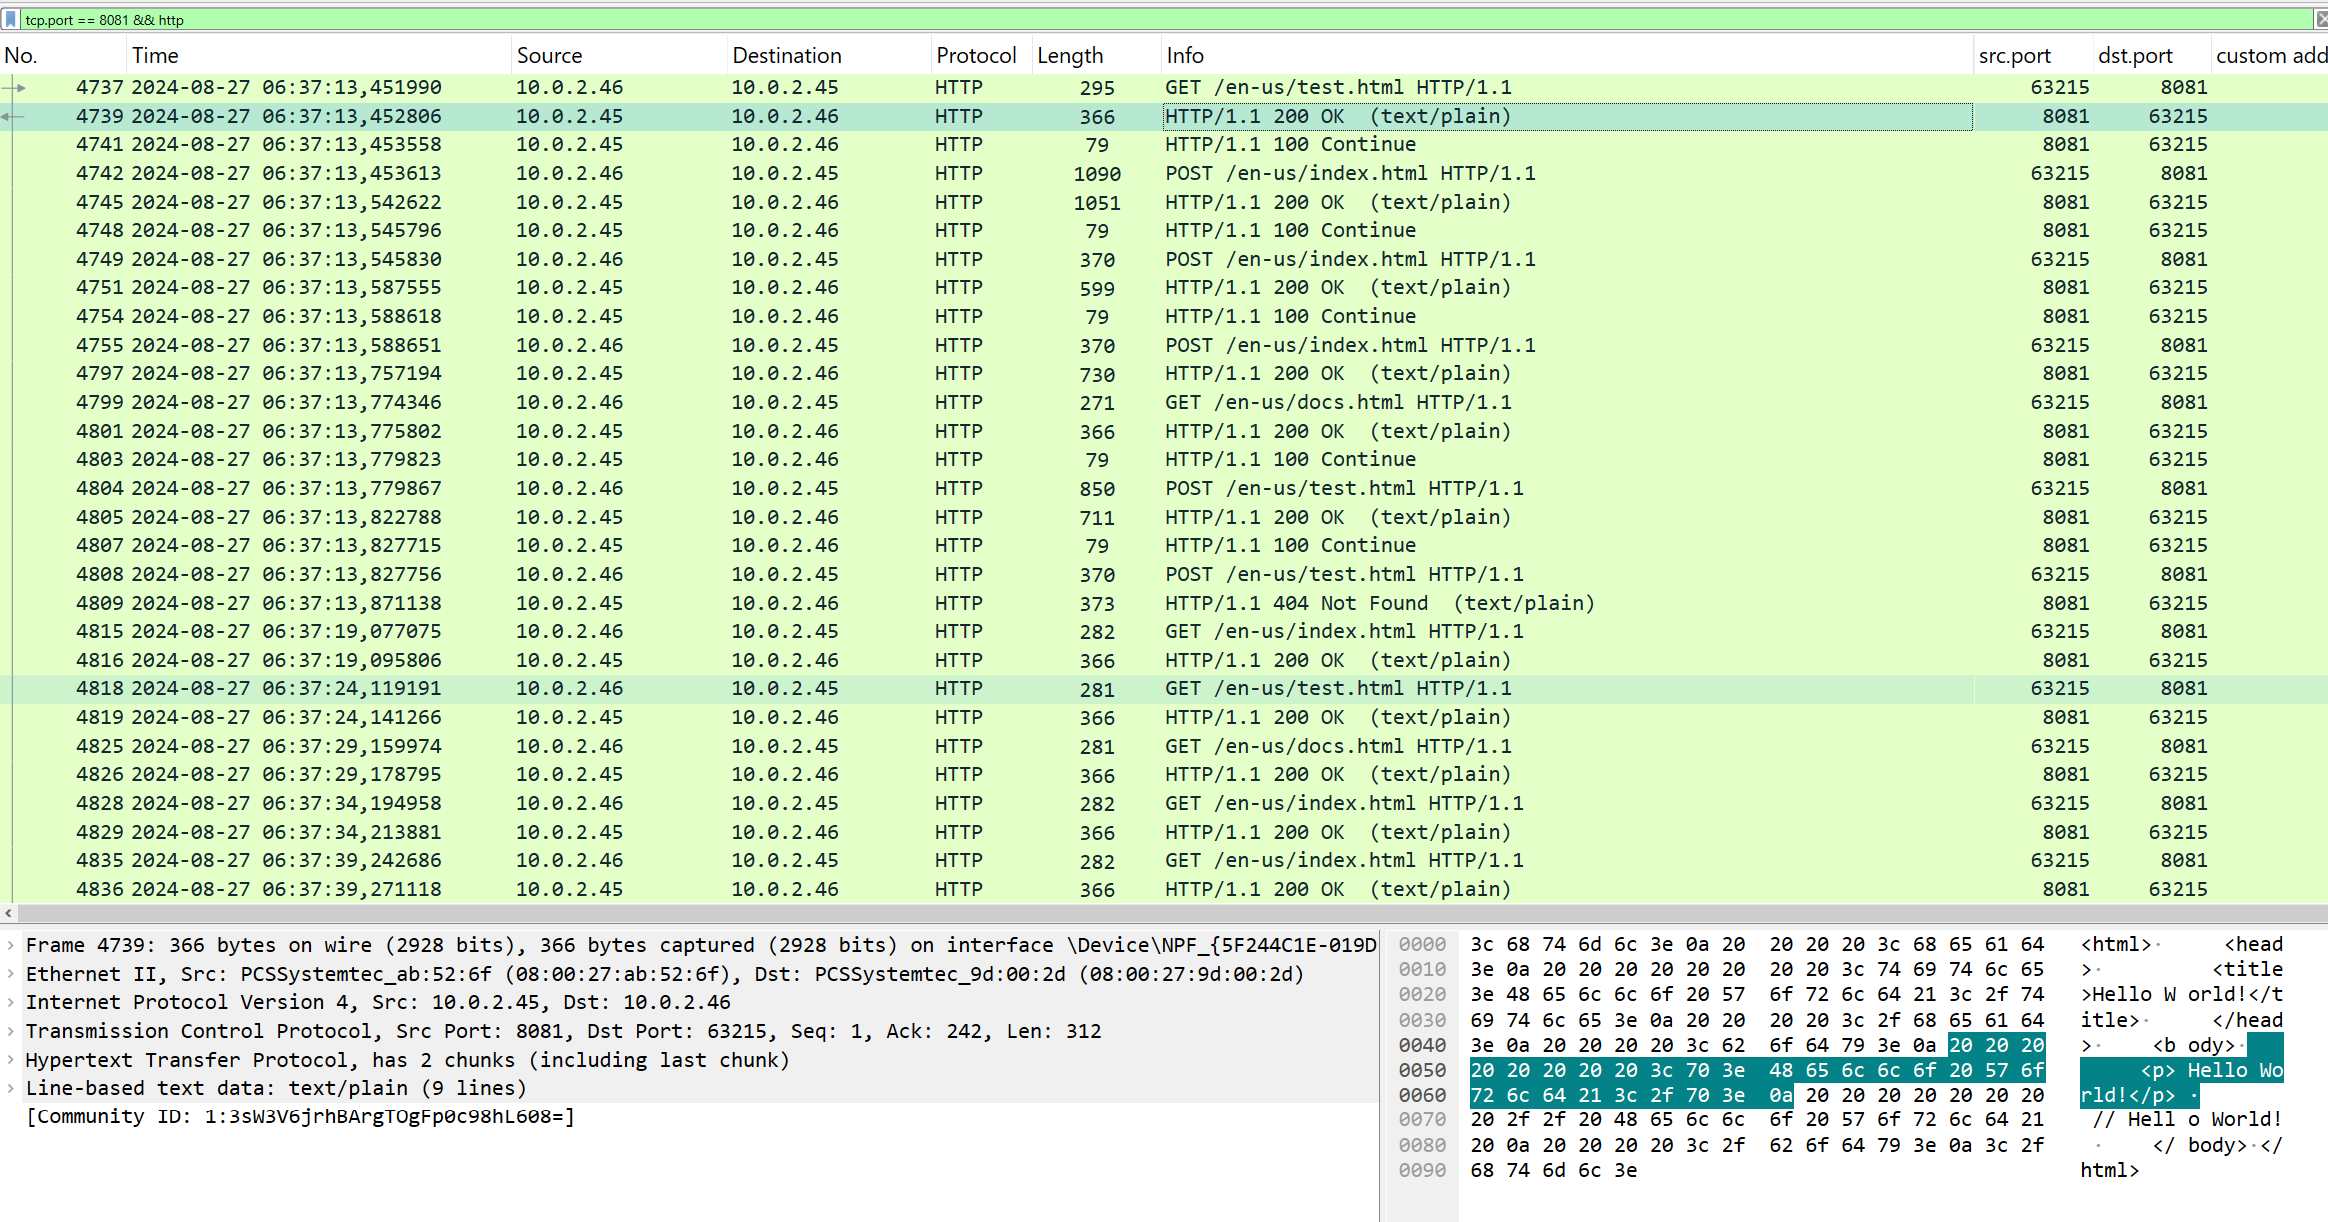 tcp.port == 8081 && http
No. Time Source Destination Protocol Length Info src.port dst.port custom add
4737 2024-08-27 06:37:13,451990 10.0.2.46 10.0.2.45 HTTP 295 GET /en-us/test.html HTTP/1.1 63215 8081
4739 2024-08-27 06:37:13,452806 10.0.2.45 10.0.2.46 HTTP 366 HTTP/1.1 200 OK (text/plain) 8081 63215
4741 2024-08-27 06:37:13,453558 10.0.2.45 10.0.2.46 HTTP 79 HTTP/1.1 100 Continue 8081 63215
4742 2024-08-27 06:37:13,453613 10.0.2.46 10.0.2.45 HTTP 1090 POST /en-us/index.html HTTP/1.1 63215 8081
4745 2024-08-27 06:37:13,542622 10.0.2.45 10.0.2.46 HTTP 1051 HTTP/1.1 200 OK (text/plain) 8081 63215
4748 2024-08-27 06:37:13,545796 10.0.2.45 10.0.2.46 HTTP 79 HTTP/1.1 100 Continue 8081 63215
4749 2024-08-27 06:37:13,545830 10.0.2.46 10.0.2.45 HTTP 370 POST /en-us/index.html HTTP/1.1 63215 8081
4751 2024-08-27 06:37:13,587555 10.0.2.45 10.0.2.46 HTTP 599 HTTP/1.1 200 OK (text/plain) 8081 63215
4754 2024-08-27 06:37:13,588618 10.0.2.45 10.0.2.46 HTTP 79 HTTP/1.1 100 Continue 8081 63215
4755 2024-08-27 06:37:13,588651 10.0.2.46 10.0.2.45 HTTP 370 POST /en-us/index.html HTTP/1.1 63215 8081
4797 2024-08-27 06:37:13,757194 10.0.2.45 10.0.2.46 HTTP 730 HTTP/1.1 200 OK (text/plain) 8081 63215
4799 2024-08-27 06:37:13,774346 10.0.2.46 10.0.2.45 HTTP 271 GET /en-us/docs.html HTTP/1.1 63215 8081
4801 2024-08-27 06:37:13,775802 10.0.2.45 10.0.2.46 HTTP 366 HTTP/1.1 200 OK (text/plain) 8081 63215
4803 2024-08-27 06:37:13,779823 10.0.2.45 10.0.2.46 HTTP 79 HTTP/1.1 100 Continue 8081 63215
4804 2024-08-27 06:37:13,779867 10.0.2.46 10.0.2.45 HTTP 850 POST /en-us/test.html HTTP/1.1 63215 8081
4805 2024-08-27 06:37:13,822788 10.0.2.45 10.0.2.46 HTTP 711 HTTP/1.1 200 OK (text/plain) 8081 63215
4807 2024-08-27 06:37:13,827715 10.0.2.45 10.0.2.46 HTTP 79 HTTP/1.1 100 Continue 8081 63215
4808 2024-08-27 06:37:13,827756 10.0.2.46 10.0.2.45 HTTP 370 POST /en-us/test.html HTTP/1.1 63215 8081
4809 2024-08-27 06:37:13,871138 10.0.2.45 10.0.2.46 HTTP 373 HTTP/1.1 404 Not Found (text/plain) 8081 63215
4815 2024-08-27 06:37:19,077075 10.0.2.46 10.0.2.45 HTTP 282 GET /en-us/index.html HTTP/1.1 63215 8081
4816 2024-08-27 06:37:19,095806 10.0.2.45 10.0.2.46 HTTP 366 HTTP/1.1 200 OK (text/plain) 8081 63215
4818 2024-08-27 06:37:24,119191 10.0.2.46 10.0.2.45 HTTP 281 GET /en-us/test.html HTTP/1.1 63215 8081
4819 2024-08-27 06:37:24,141266 10.0.2.45 10.0.2.46 HTTP 366 HTTP/1.1 200 OK (text/plain) 8081 63215
4825 2024-08-27 06:37:29,159974 10.0.2.46 10.0.2.45 HTTP 281 GET /en-us/docs.html HTTP/1.1 63215 8081
4826 2024-08-27 06:37:29,178795 10.0.2.45 10.0.2.46 HTTP 366 HTTP/1.1 200 OK (text/plain) 8081 63215
4828 2024-08-27 06:37:34,194958 10.0.2.46 10.0.2.45 HTTP 282 GET /en-us/index.html HTTP/1.1 63215 8081
4829 2024-08-27 06:37:34,213881 10.0.2.45 10.0.2.46 HTTP 366 HTTP/1.1 200 OK (text/plain) 8081 63215
4835 2024-08-27 06:37:39,242686 10.0.2.46 10.0.2.45 HTTP 282 GET /en-us/index.html HTTP/1.1 63215 8081
4836 2024-08-27 06:37:39,271118 10.0.2.45 10.0.2.46 HTTP 366 HTTP/1.1 200 OK (text/plain) 8081 63215
Frame 4739: 366 bytes on wire (2928 bits), 366 bytes captured (2928 bits) on interface \Device\NPF_{5F244C1E-019D
Ethernet II, Src: PCSSystemtec_ab:52:6f (08:00:27:ab:52:6f), Dst: PCSSystemtec_9d:00:2d (08:00:27:9d:00:2d)
Internet Protocol Version 4, Src: 10.0.2.45, Dst: 10.0.2.46
Transmission Control Protocol, Src Port: 8081, Dst Port: 63215, Seq: 1, Ack: 242, Len: 312
Hypertext Transfer Protocol, has 2 chunks (including last chunk)
Line-based text data: text/plain (9 lines)
[Community ID: 1:3sW3V6jrhBArgTOgFp0c98hL608=]
0000 3c 68 74 6d 6c 3e 0a 20 20 20 20 3c 68 65 61 64 <html>· <head
0010 3e 0a 20 20 20 20 20 20 20 20 3c 74 69 74 6c 65 >· <title
0020 3e 48 65 6c 6c 6f 20 57 6f 72 6c 64 21 3c 2f 74 >Hello W orld!</t
0030 69 74 6c 65 3e 0a 20 20 20 20 3c 2f 68 65 61 64 itle>· </head
0040 3e 0a 20 20 20 20 3c 62 6f 64 79 3e 0a 20 20 20 >· <b ody>·
0050 20 20 20 20 20 3c 70 3e 48 65 6c 6c 6f 20 57 6f <p> Hello Wo
0060 72 6c 64 21 3c 2f 70 3e 0a 20 20 20 20 20 20 20 rld!</p> ·
0070 20 2f 2f 20 48 65 6c 6c 6f 20 57 6f 72 6c 64 21 // Hell o World!
0080 20 0a 20 20 20 20 3c 2f 62 6f 64 79 3e 0a 3c 2f · </ body>·</
0090 68 74 6d 6c 3e html>